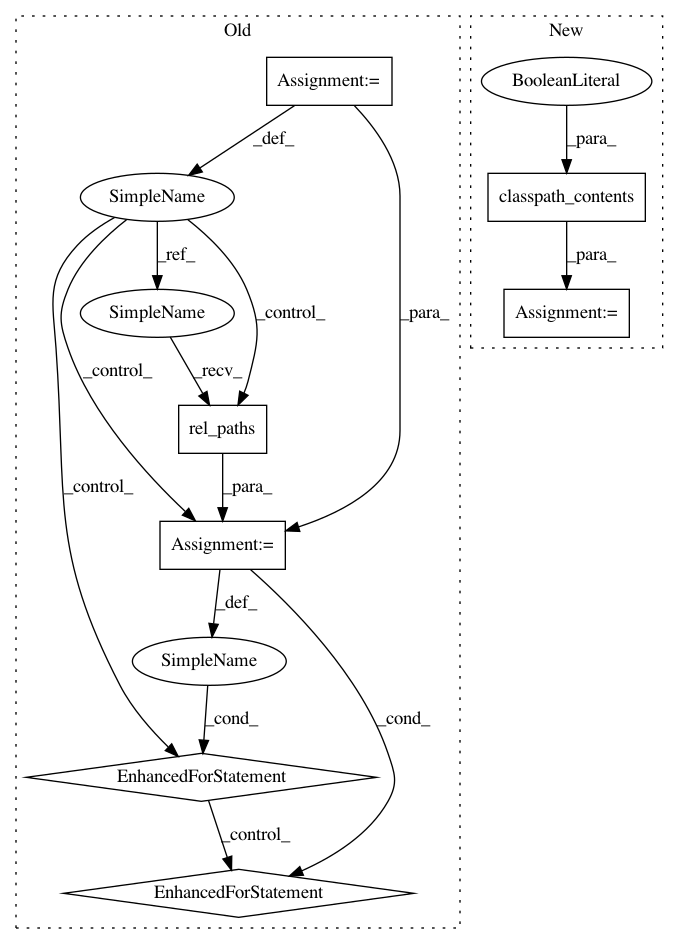 Old
New
Assignment:=
BooleanLiteral
_def_
_para_
SimpleName
classpath_contents
_ref_
_control_
_para_
_para_
SimpleName
Assignment:=
_control_
_recv_
rel_paths
_control_
_para_
Assignment:=
_def_
SimpleName
_cond_
_cond_
EnhancedForStatement
_control_
EnhancedForStatement